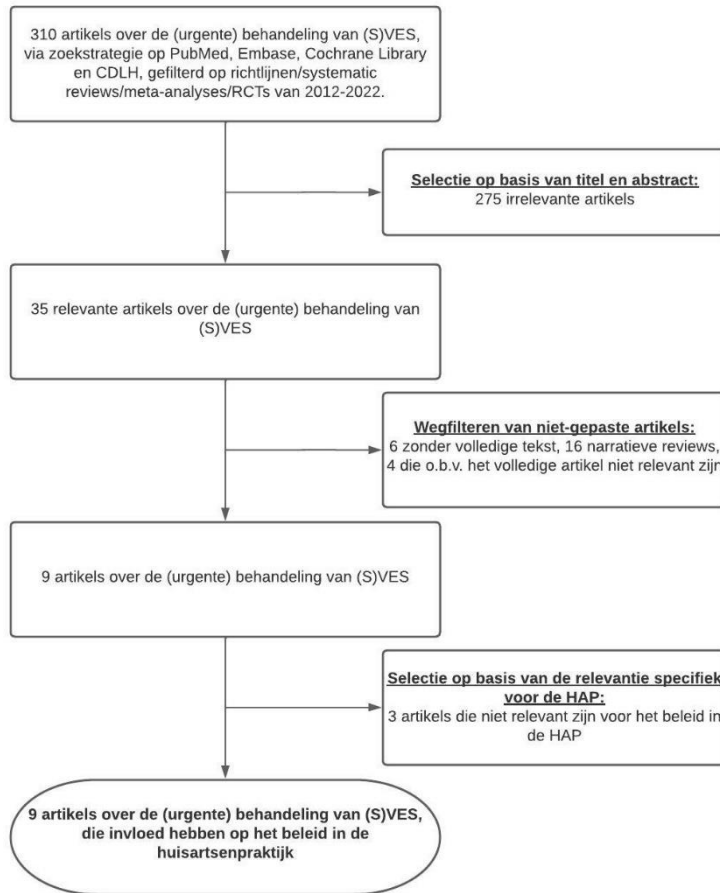 310 artikels over de (urgente) behandeling van (S)VES,
via zoekstrategie op PubMed, Embase, Cochrane Library
en CDLH, gefilterd op richtlijnen/systematic
reviews/meta-analyses/RCTs van 2012-2022.
Selectie op basis van titel en abstract:
275 irrelevante artikels
35 relevante artikels over de (urgente) behandeling van
(S)VES
Wegfilteren van niet-gepaste artikels:
6 zonder volledige tekst, 16 narratieve reviews,
4 die o.b.v. het volledige artikel niet relevant zijn
9 artikels over de (urgente) behandeling van (S)VES
Selectie op basis van de relevantie specifiek
voor de HAP:
3 artikels die niet relevant zijn voor het beleid in
de HAP
9 artikels over de (urgente) behandeling van (S)VES,
die invloed hebben op het beleid in de
huisartsenpraktijk